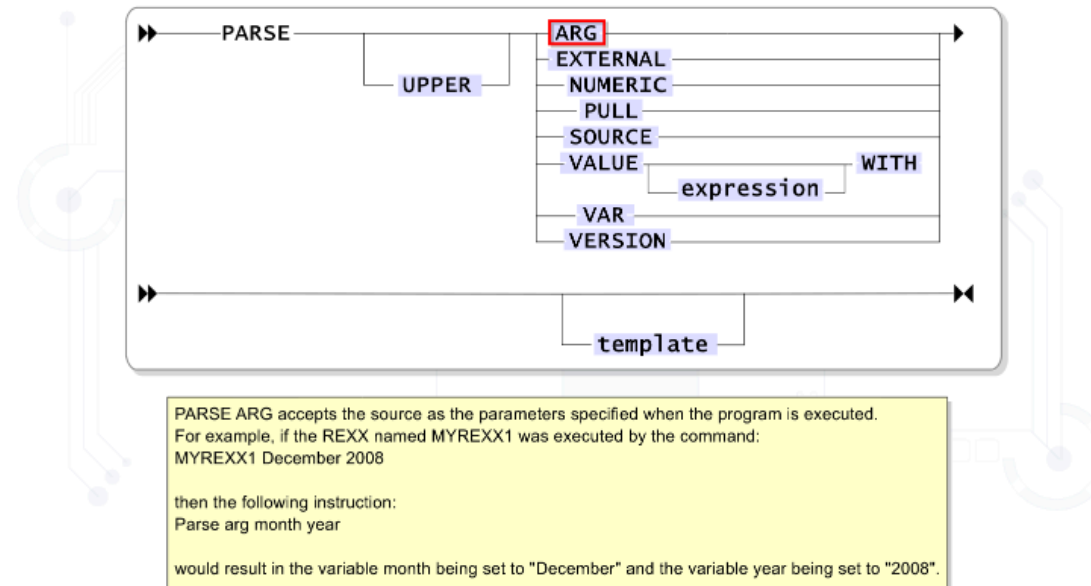 PARSE ARG
EXTERNAL
UPPER NUMERIC
PULL
SOURCE
VALUE WITH
expression
VAR
VERSION
template
PARSE ARG accepts the source as the parameters specified when the program is executed.
For example, if the REXX named MYREXX1 was executed by the command:
MYREXX1 December 2008
then the following instruction:
Parse arg month year
would result in the variable month being set to "December" and the variable year being set to "2008".